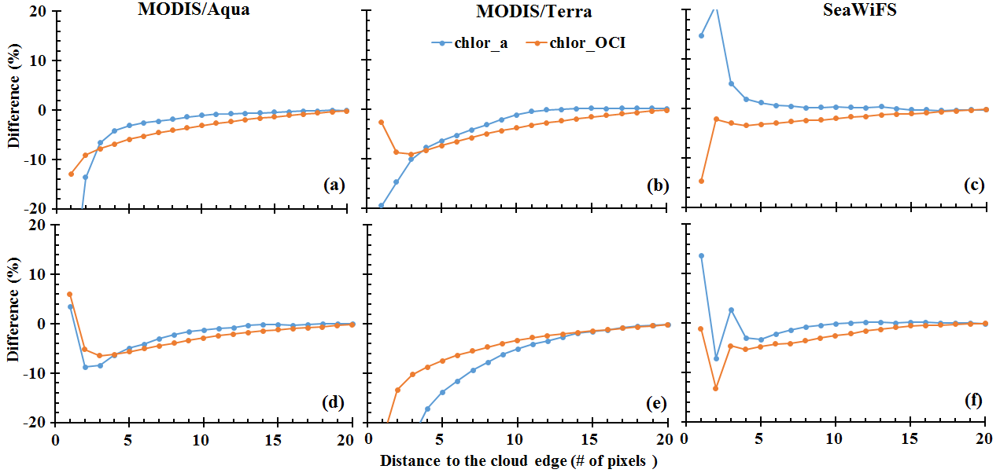 MODIS/Aqua
MODIS/Terra
SeaWiFS
chlor_a
chlor_OCI
Difference (%)
20
10
0
-10
-20
(a)
(b)
(c)
Difference (%)
20
10
0
-10
-20
(d)
(e)
(f)
0 5 10 15 20
0 5 10 15 20
0 5 10 15 20
Distance to the cloud edge (# of pixels )